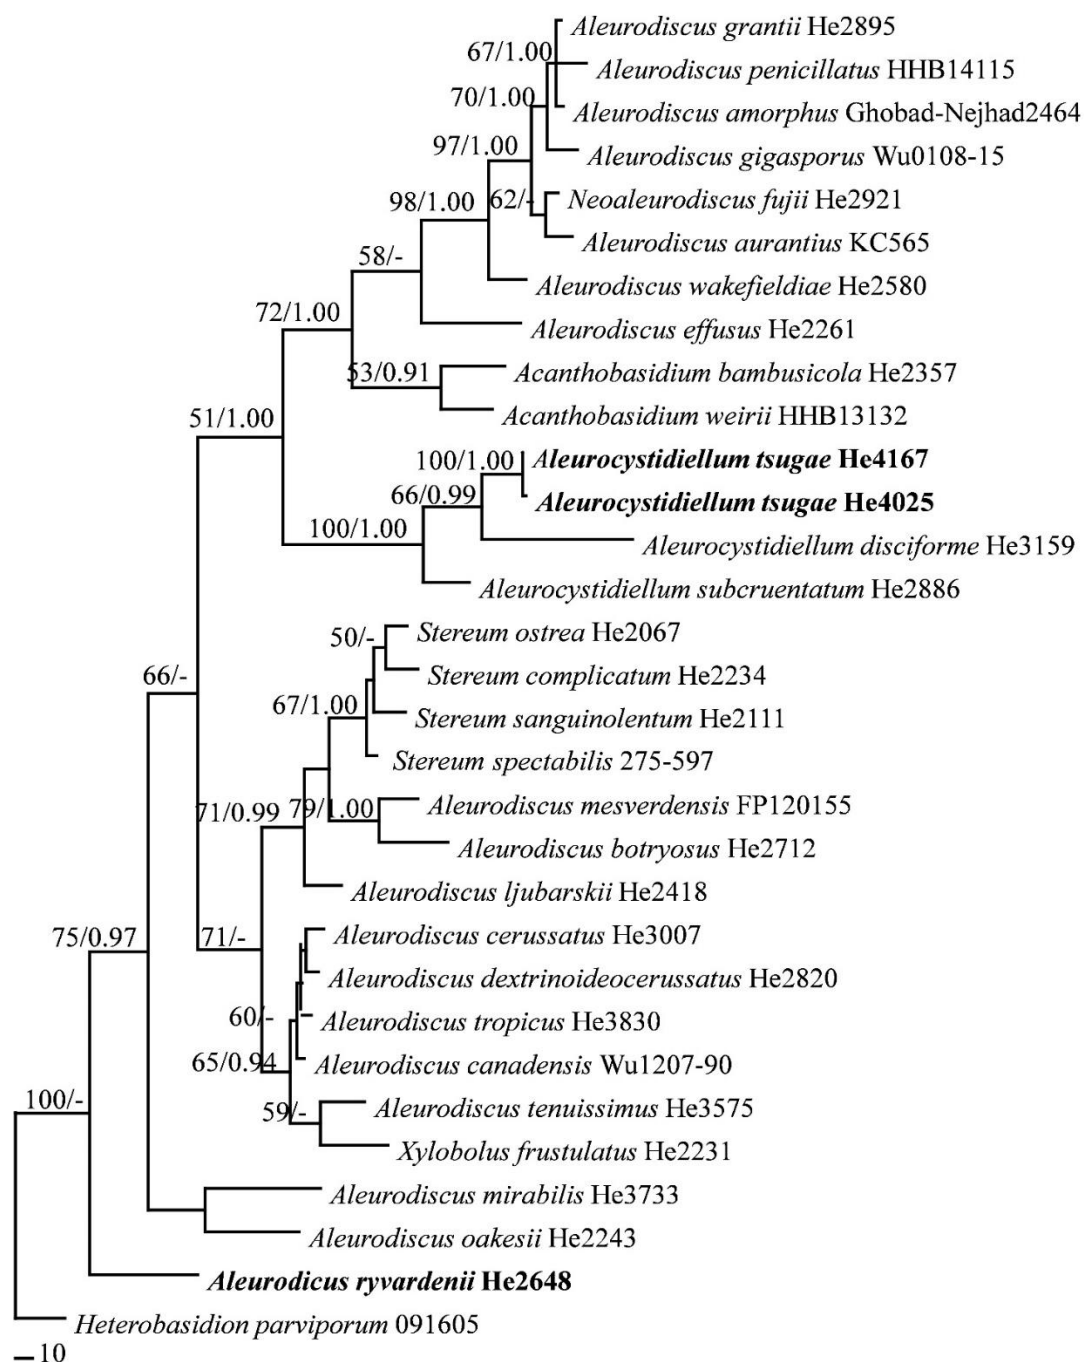 Aleurodiscus grantii He2895
67/1.00
Aleurodiscus penicillatus HHB14115
70/1.00
Aleurodiscus amorphus Ghobad-Nejhad2464
97/1.00
Aleurodiscus gigasporus Wu0108-15
98/1.00
62/-
Neoaleurodiscus fujii He2921
Aleurodiscus aurantius KC565
58/-
Aleurodiscus wakefieldiae He2580
72/1.00
Aleurodiscus effusus He2261
53/0.91
Acanthobasidium bambusicola He2357
51/1.00
Acanthobasidium weirii HHB13132
100/1.00
Aleurocystidiellum tsugae He4167
66/0.99
Aleurocystidiellum tsugae He4025
100/1.00
Aleurocystidiellum disciforme He3159
Aleurocystidiellum subcruentatum He2886
50/-
Stereum ostrea He2067
66/-
Stereum complicatum He2234
67/1.00
Stereum sanguinolentum He2111
Stereum spectabilis 275-597
71/0.99
79/1.00
Aleurodiscus mesverdensis FP120155
Aleurodiscus botryosus He2712
Aleurodiscus ljubarskii He2418
75/0.97
71/-
Aleurodiscus cerussatus He3007
Aleurodiscus dextrinoideocerussatus He2820
60/-
Aleurodiscus tropicus He3830
65/0.94
Aleurodiscus canadensis Wu1207-90
100/-
59/-
Aleurodiscus tenuissimus He3575
Xylobolus frustulatus He2231
Aleurodiscus mirabilis He3733
Aleurodiscus oakesii He2243
Aleurodicus ryvardenii He2648
Heterobasidion parviporum 091605
10